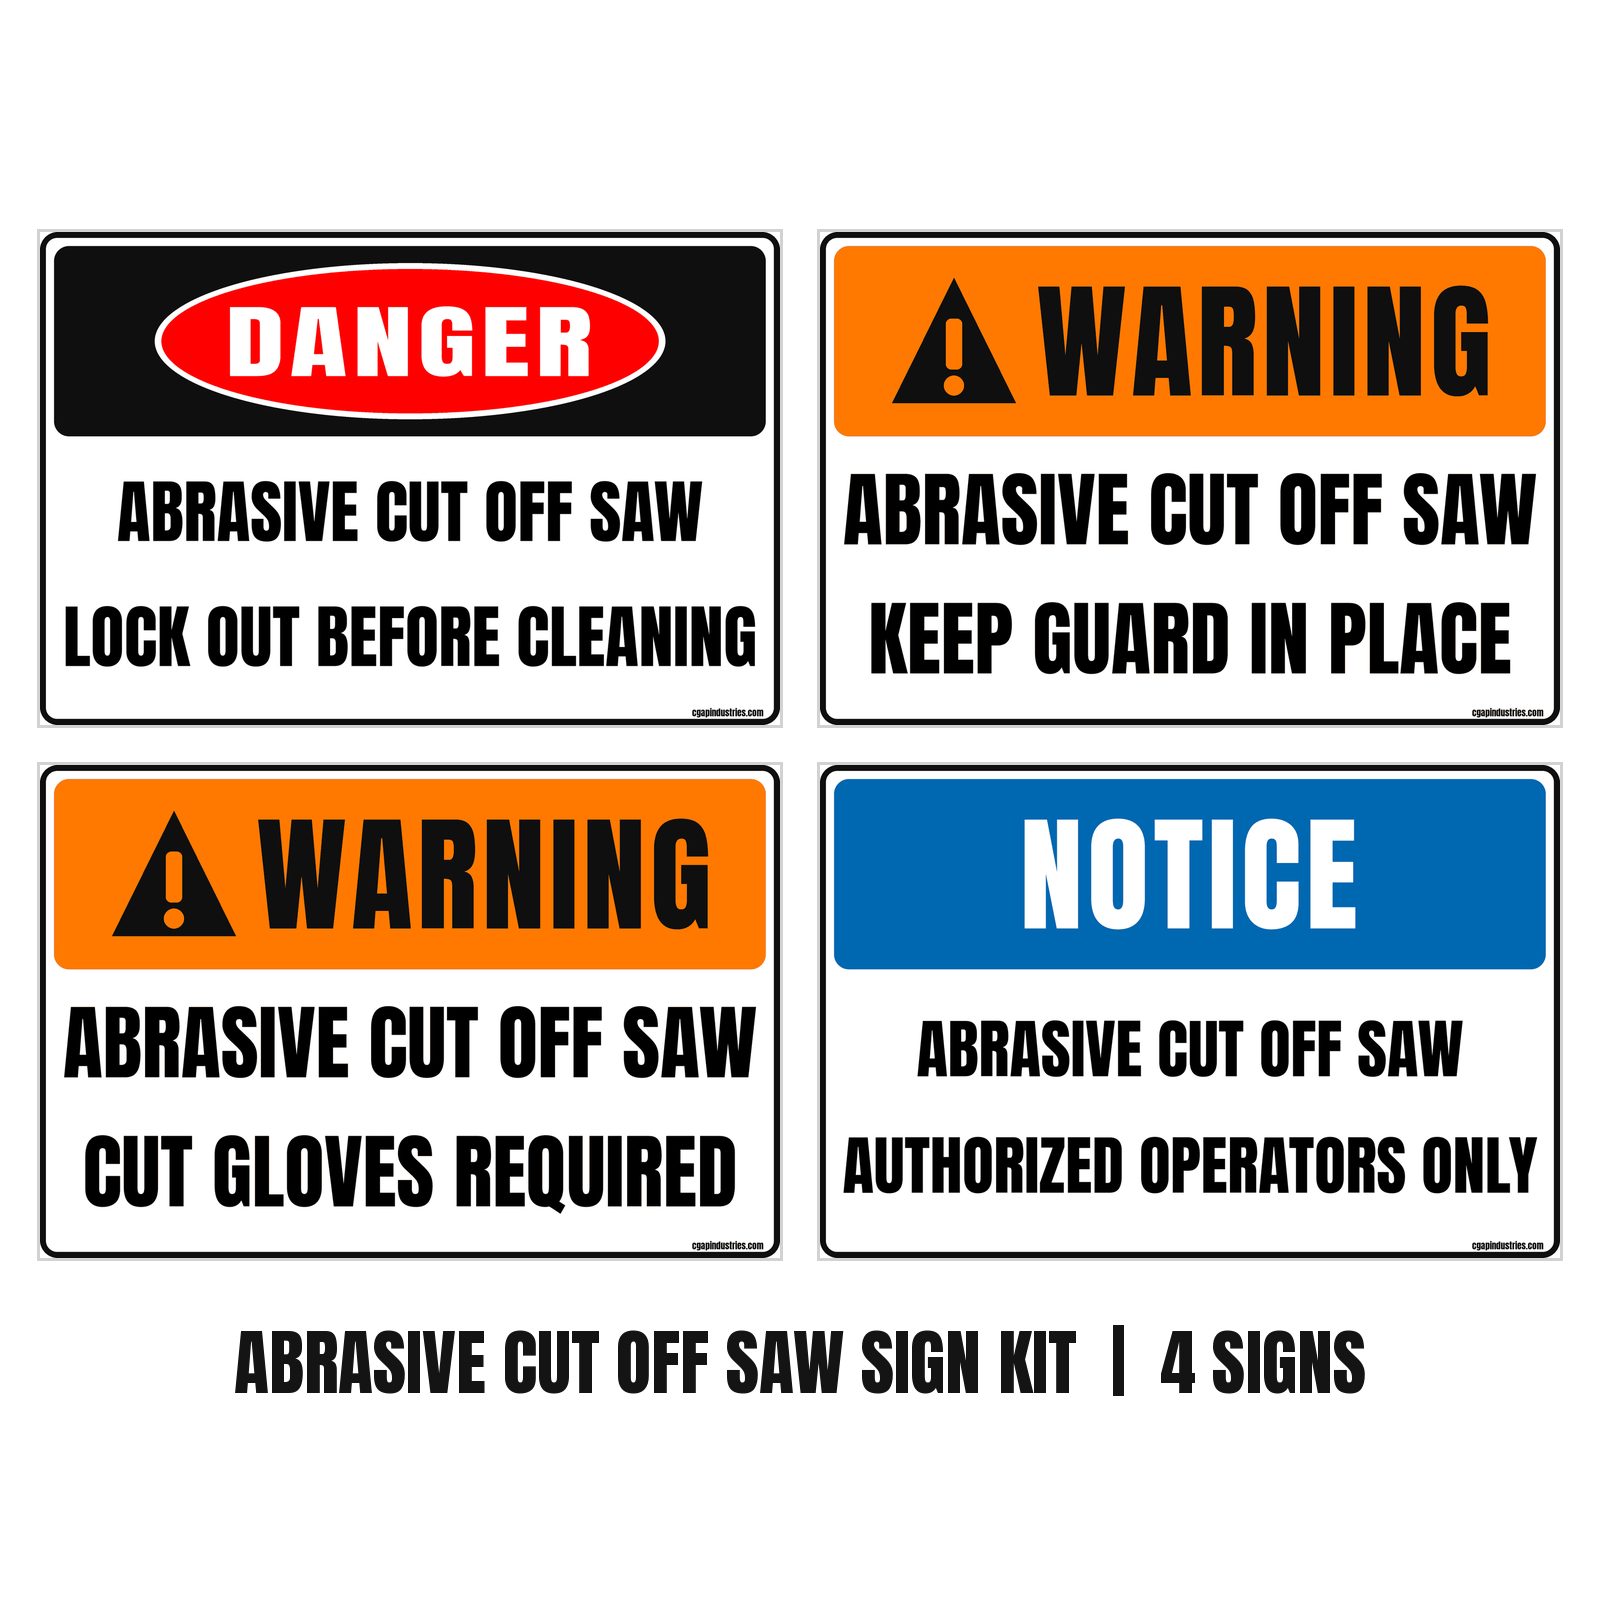 DANGER
ABRASIVE CUT OFF SAW
LOCK OUT BEFORE CLEANING
cgapindustries.com
WARNING
ABRASIVE CUT OFF SAW
KEEP GUARD IN PLACE
cgapindustries.com
WARNING
ABRASIVE CUT OFF SAW
CUT GLOVES REQUIRED
cgapindustries.com
NOTICE
ABRASIVE CUT OFF SAW
AUTHORIZED OPERATORS ONLY
cgapindustries.com
ABRASIVE CUT OFF SAW SIGN KIT | 4 SIGNS